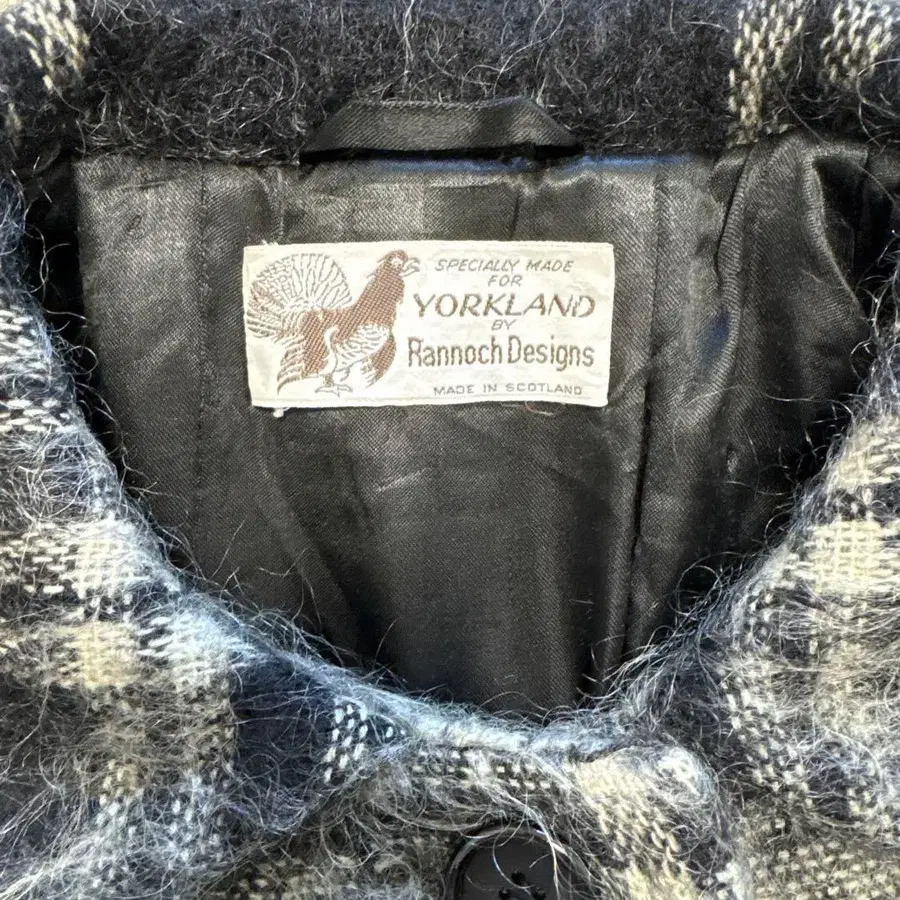 SPECIALLY MADE
FOR
YORKLAND
BY
Rannoch Designs
MADE IN SCOTLAND